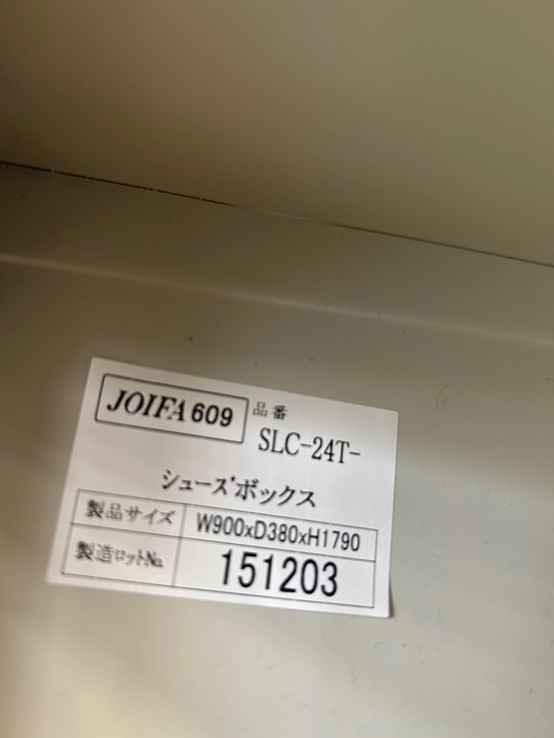 JOIFA 609
品番
SLC-24T-
シューズボックス
製品サイズ W900xD380xH1790
製造ロット№ 151203